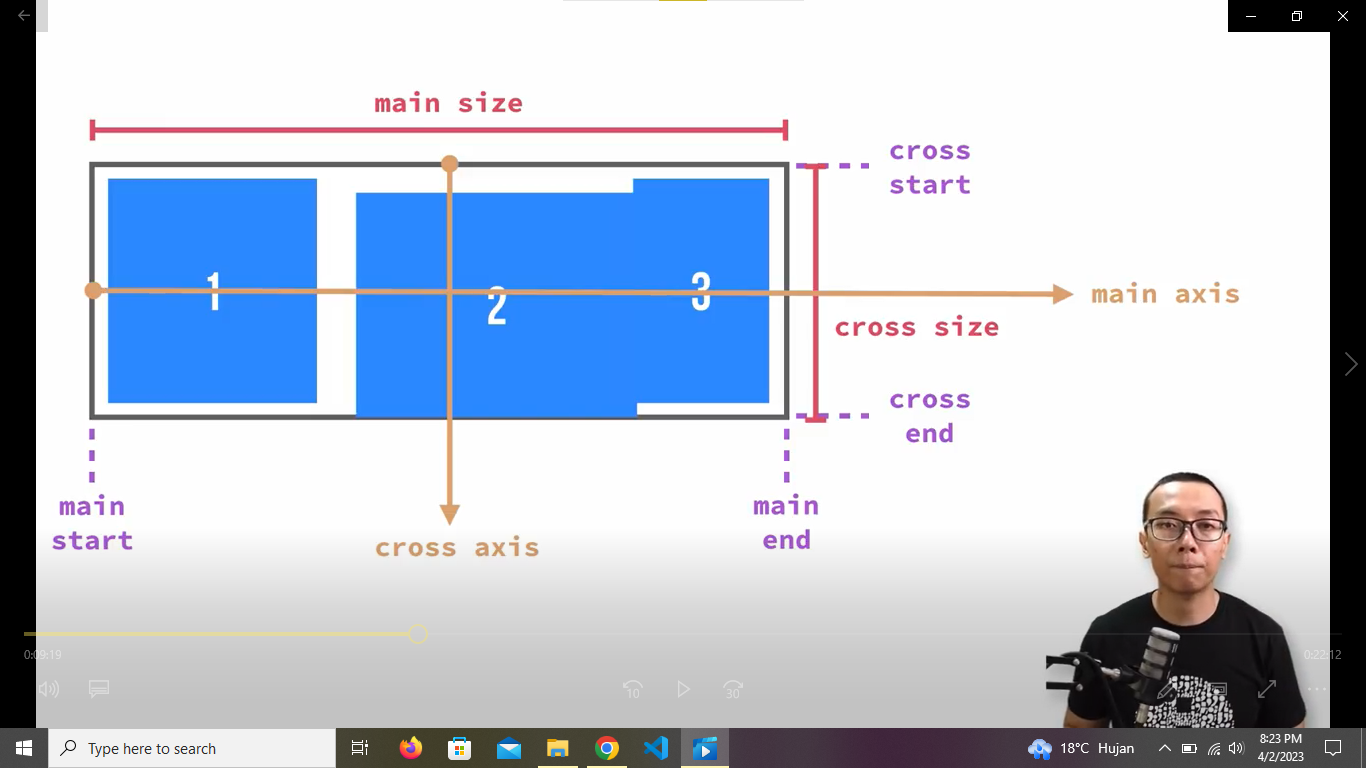 main size
cross
start
1
2
3
main axis
cross size
cross
end
main
start
main
end
cross axis
0:09:19
0:22:12
10
30
Type here to search
18°C Hujan
8:23 PM
4/2/2023